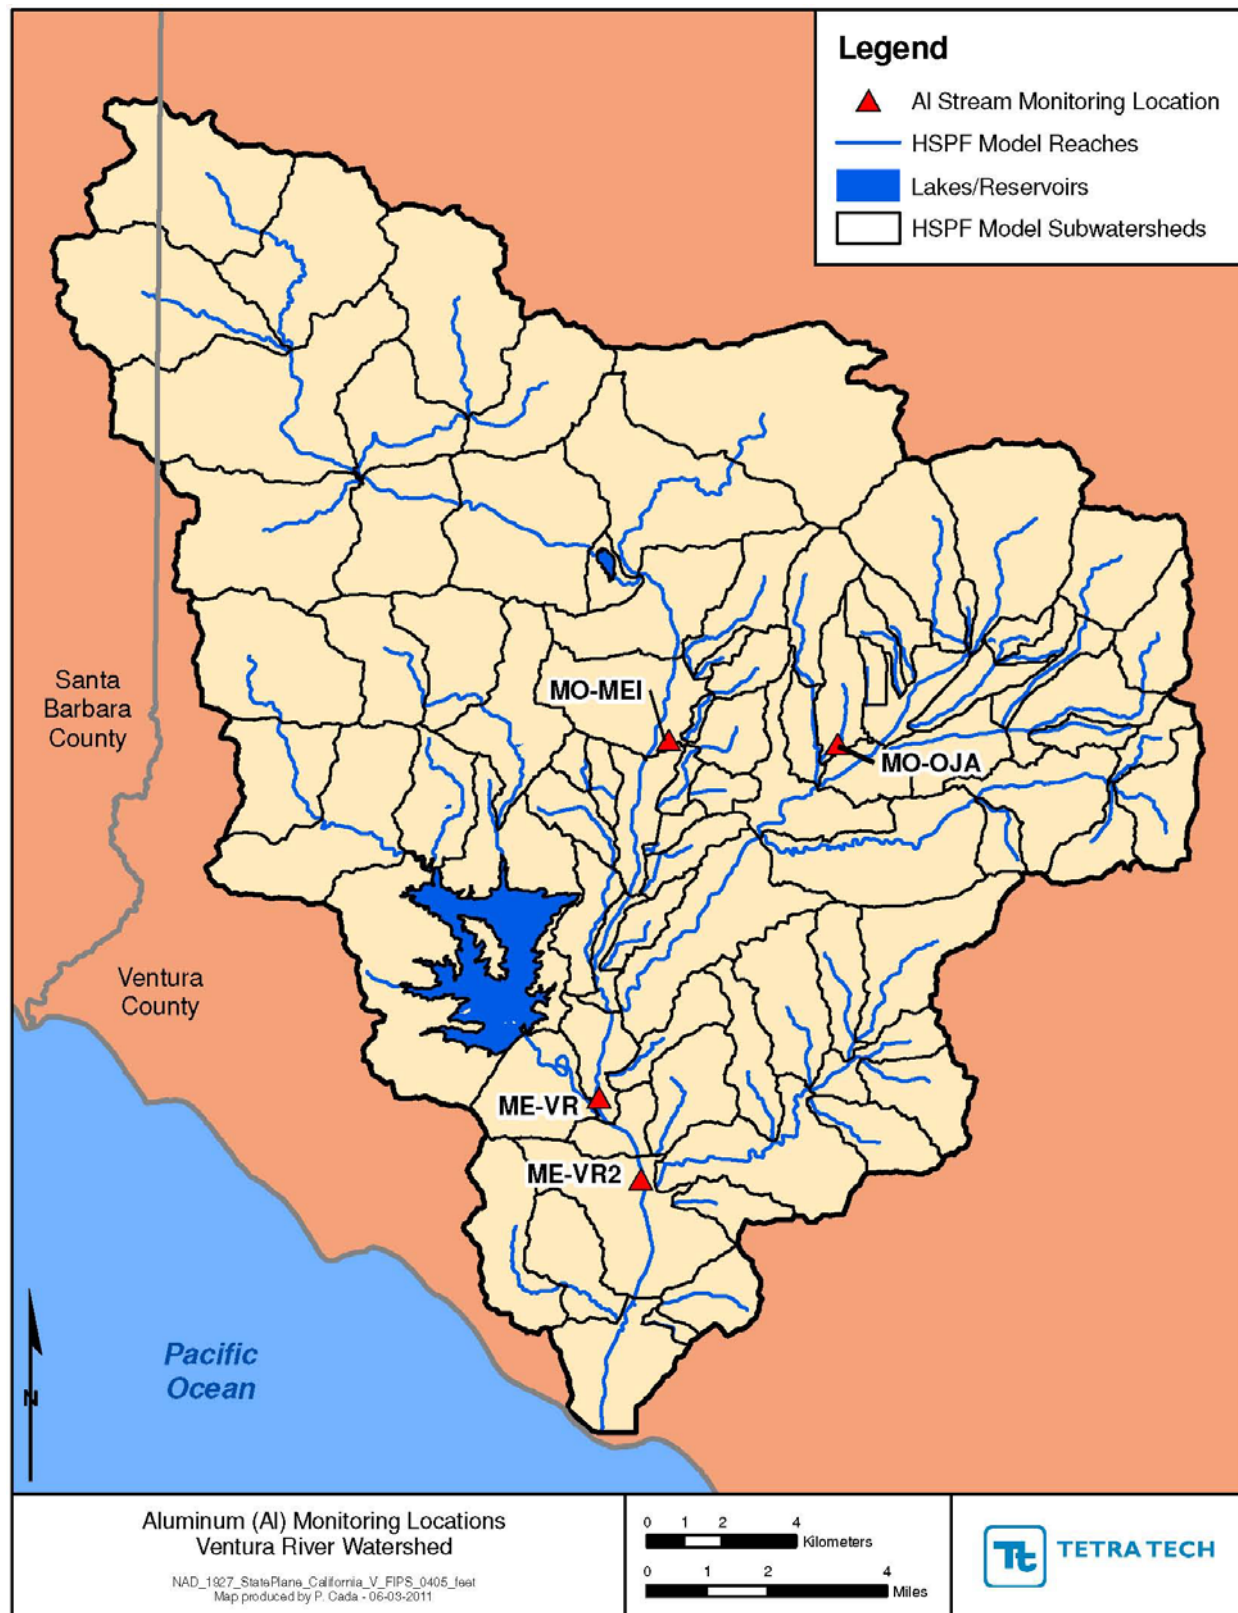 Legend
Al Stream Monitoring Location
HSPF Model Reaches
Lakes/Reservoirs
HSPF Model Subwatersheds
MO-MEI
MO-OJA
Santa
Barbara
County
Ventura
County
ME-VR
ME-VR2
Pacific
Ocean
N
Aluminum (Al) Monitoring Locations
Ventura River Watershed
NAD_1927_StatePlane_California_V_FIPS_0405_feet
Map produced by P. Cada - 06-03-2011
0 1 2 4
Kilometers
0 1 2 4
Miles
Tt TETRA TECH